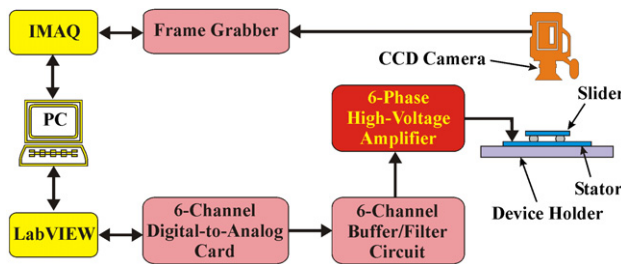 IMAQ
Frame Grabber
CCD Camera
6-Phase
High-Voltage
Amplifier
Slider
PC
Stator
Device Holder
LabVIEW
6-Channel
Digital-to-Analog
Card
6-Channel
Buffer/Filter
Circuit